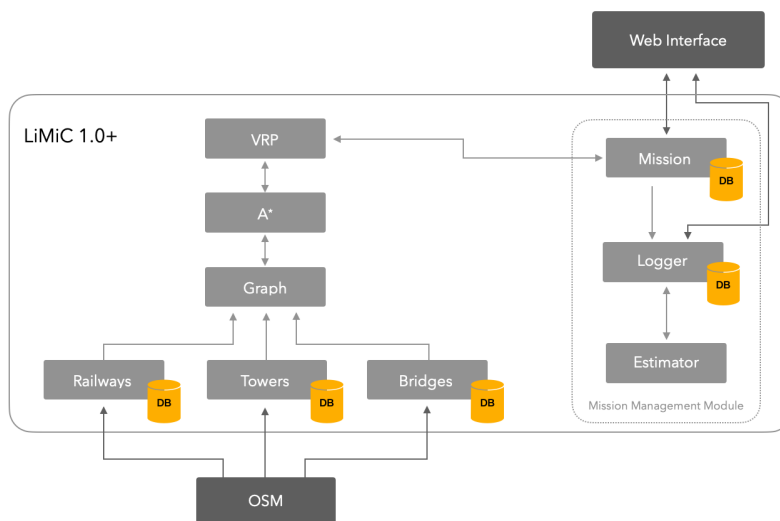 Web Interface
LiMiC 1.0+
VRP
Mission
DB
A*
Logger
DB
Graph
Railways
DB
Towers
DB
Bridges
DB
Estimator
Mission Management Module
OSM